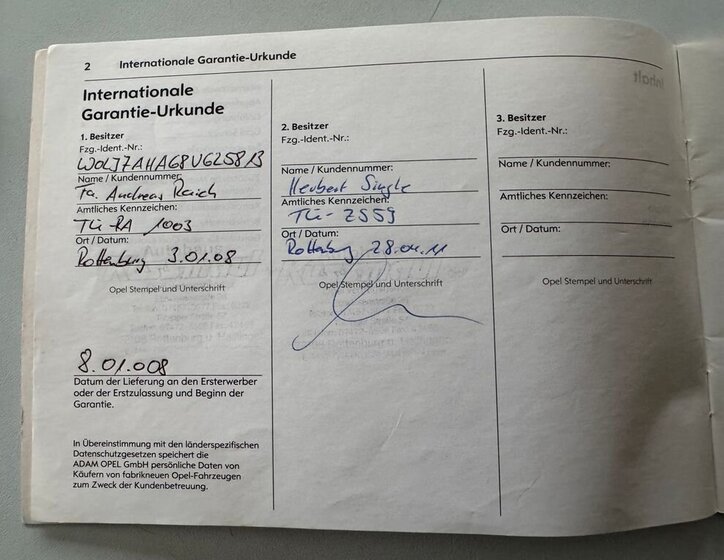 2 Internationale Garantie-Urkunde
Internationale
Garantie-Urkunde
1. Besitzer
Fzg.-Ident.-Nr.:
W0LJ7AHA68V625813
Name / Kundennummer:
Fa. Andreas Reich
Amtliches Kennzeichen:
TÜ-RA 1003
Ort / Datum:
Rottenburg 3.01.08
Opel Stempel und Unterschrift
8.01.008
Datum der Lieferung an den Ersterwerber
oder der Erstzulassung und Beginn der
Garantie.
In Übereinstimmung mit den länderspezifischen
Datenschutzgesetzen speichert die
ADAM OPEL GmbH persönliche Daten von
Käufern von fabrikneuen Opel-Fahrzeugen
zum Zweck der Kundenbetreuung.
2. Besitzer
Fzg.-Ident.-Nr.:
Name / Kundennummer:
Herbert Single
Amtliches Kennzeichen:
TÜ-ZS59
Ort / Datum:
Rottenburg 28.04.11
Opel Stempel und Unterschrift
3. Besitzer
Fzg.-Ident.-Nr.:
Name / Kundennummer:
Amtliches Kennzeichen:
Ort / Datum:
Opel Stempel und Unterschrift